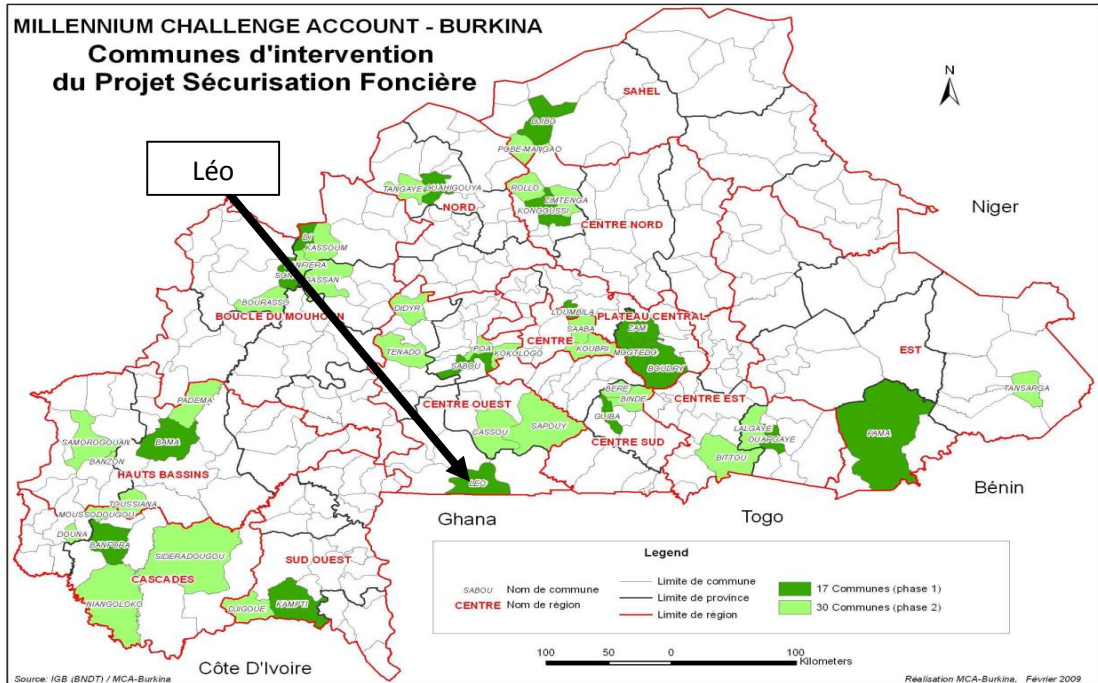 MILLENNIUM CHALLENGE ACCOUNT - BURKINA
Communes d'intervention
du Projet Sécurisation Foncière
N
SAHEL
DJIBO
POBE-MANGAO
Léo
TANGAYE
OUAHIGOUYA
ROLLO
ZIMTENGA
KONGOUSSI
NORD
CENTRE NORD
Niger
DI
KASSOUM
GASSAN
BOURASSO
BOUCLE DU MOUHOUN
DIDYR
LOUMBILA
PLATEAU CENTRAL
SAABA
ZAM
CENTRE
TENADO
POA
KOKOLOGO
KOUBRI
MOGTEDO
SABOU
BOUDRY
EST
TANSARGA
PADEMA
CENTRE OUEST
BERE
BINDE
CENTRE EST
GUIBA
LALGAYE
OUARGAYE
CASSOU
SAPOUY
CENTRE SUD
PAMA
SAMOROGOUAN
BAMA
BANZON
BITTOU
HAUTS BASSINS
LEO
Bénin
TOUSSIANA
MOUSSODOUGOU
Ghana
Togo
DOUNA
BANFORA
SIDERADOUGOU
SUD OUEST
CASCADES
NIANGOLOKO
DJIGOUE
KAMPTI
Côte D'Ivoire
Legend
SABOU Nom de commune
CENTRE Nom de région
Limite de commune
Limite de province
Limite de région
17 Communes (phase 1)
30 Communes (phase 2)
100 50 0 100
Kilometers
Source: IGB (BNDT) / MCA-Burkina
Réalisation MCA-Burkina, Février 2009